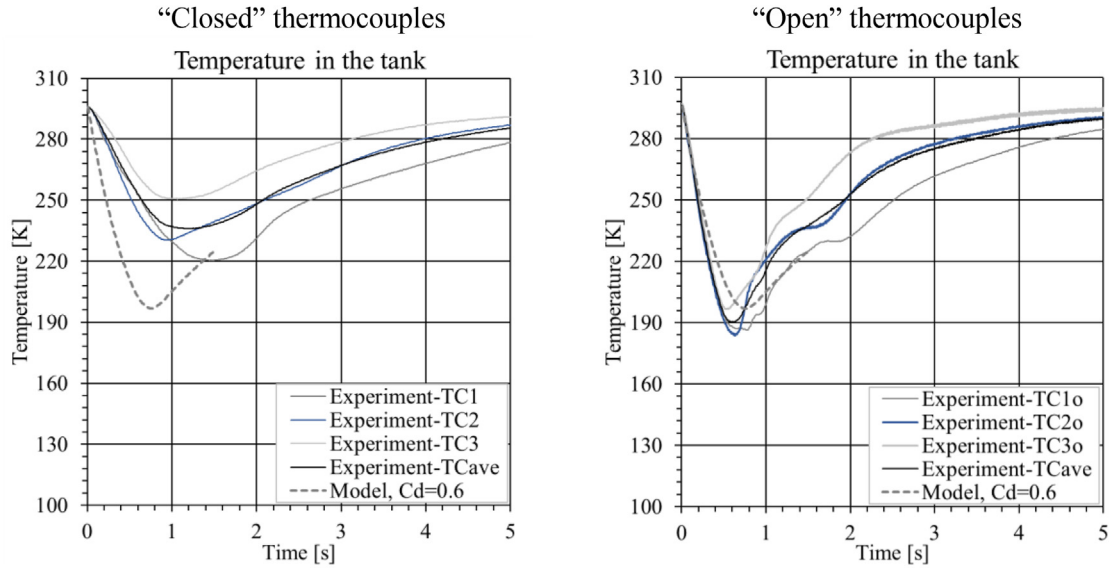 “Closed” thermocouples
Temperature in the tank
310
280
250
220
190
160
130
100
Temperature [K]
Experiment-TC1
Experiment-TC2
Experiment-TC3
Experiment-TCave
Model, Cd=0.6
0 1 2 3 4 5
Time [s]
“Open” thermocouples
Temperature in the tank
310
280
250
220
190
160
130
100
Temperature [K]
Experiment-TC1o
Experiment-TC2o
Experiment-TC3o
Experiment-TCave
Model, Cd=0.6
0 1 2 3 4 5
Time [s]